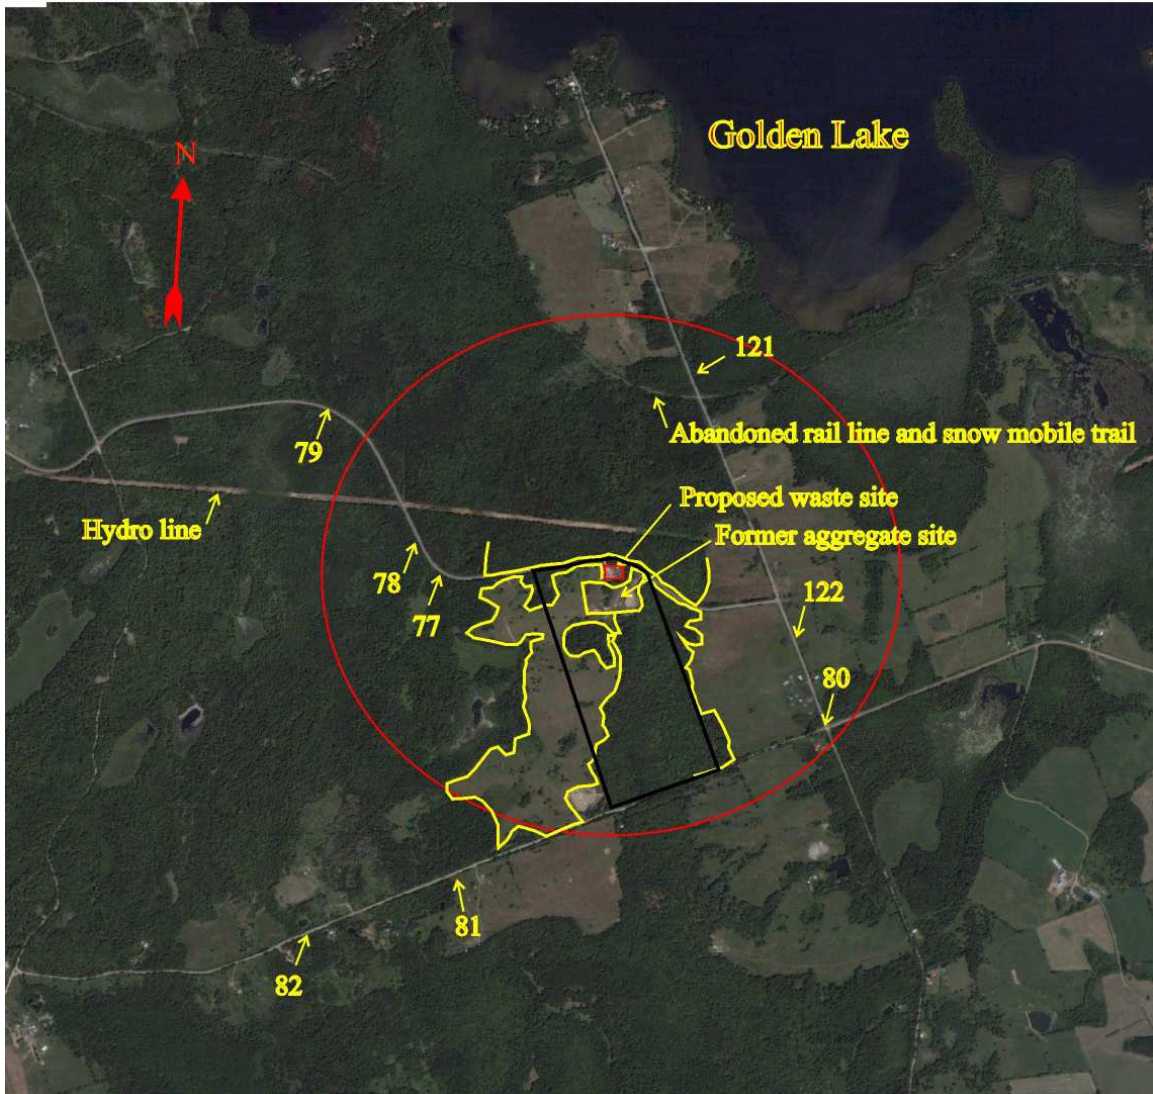 Golden Lake
N
121
Abandoned rail line and snow mobile trail
79
Proposed waste site
Hydro line
Former aggregate site
78
77
122
80
81
82